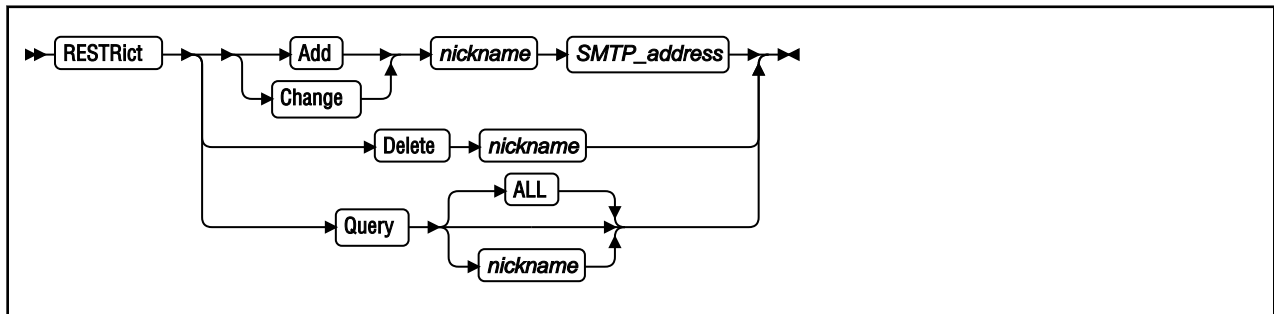 RESTRict Add nickname SMTP_address
Change
Delete nickname
ALL
Query
nickname